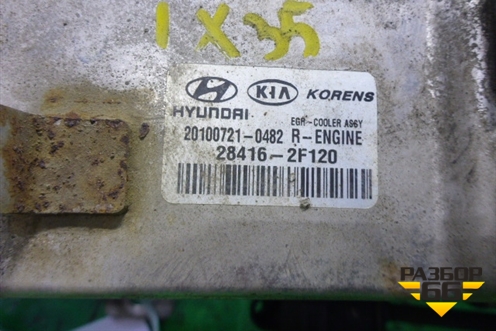 IX35
HYUNDAI KIA KORENS
EGR-COOLER ASSY
20100721-0482 R-ENGINE
28416-2F120
РАЗБОР
66